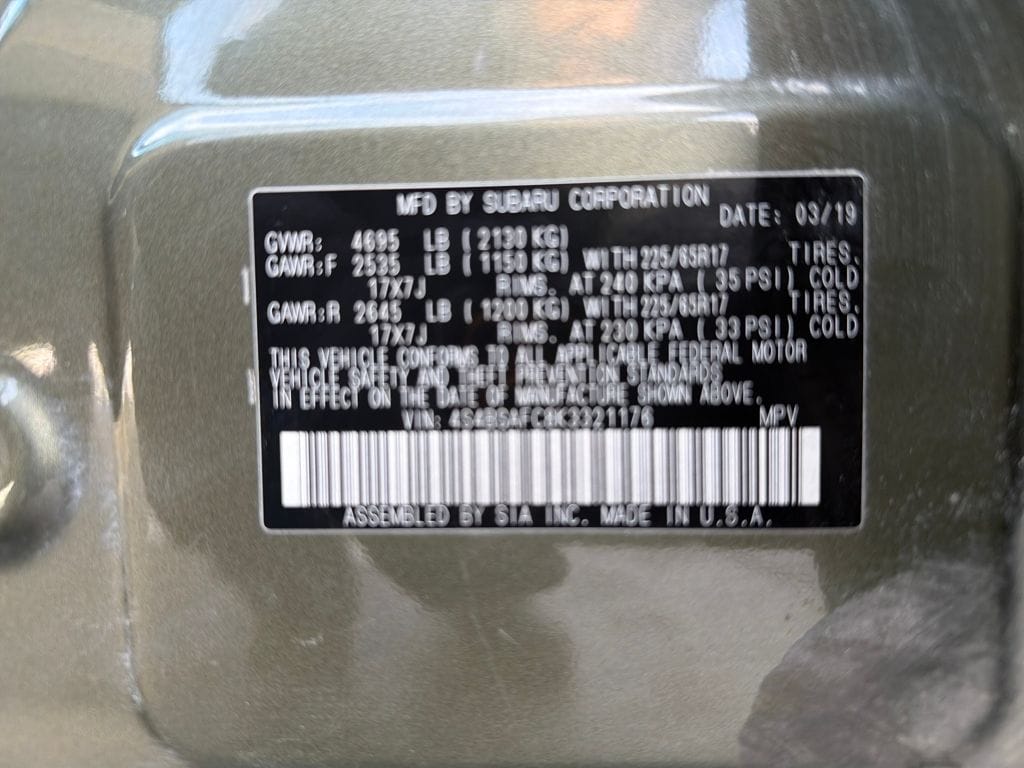 MFD BY SUBARU CORPORATION DATE: 03/19
GVWR: 4695 LB ( 2130 KG)
GAWR:F 2535 LB ( 1150 KG) WITH 225/65R17 TIRES.
17X7J RIMS. AT 240 KPA ( 35 PSI) COLD
GAWR:R 2645 LB ( 1200 KG) WITH 225/65R17 TIRES.
17X7J RIMS. AT 230 KPA ( 33 PSI) COLD
THIS VEHICLE CONFORMS TO ALL APPLICABLE FEDERAL MOTOR
VEHICLE SAFETY AND THEFT PREVENTION STANDARDS
IN EFFECT ON THE DATE OF MANUFACTURE SHOWN ABOVE.
VIN: 4S4BSAFC8K3321176 MPV
ASSEMBLED BY SIA INC. MADE IN U.S.A.